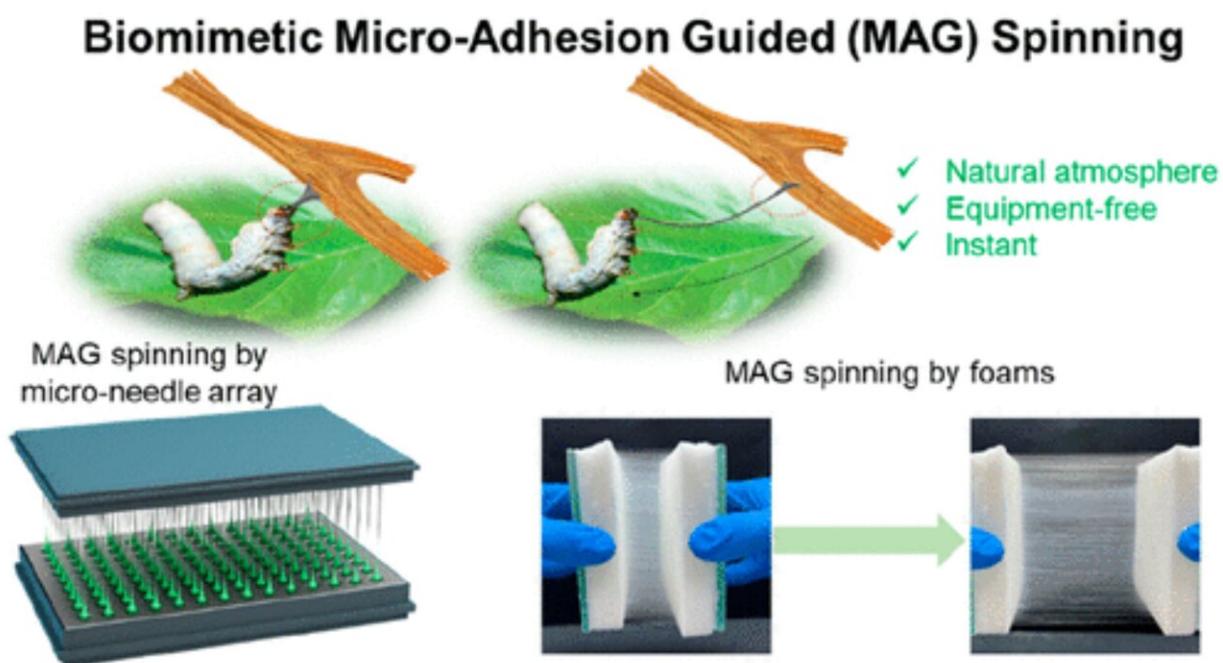 Biomimetic Micro-Adhesion Guided (MAG) Spinning
✓ Natural atmosphere
✓ Equipment-free
✓ Instant
MAG spinning by
micro-needle array
MAG spinning by foams